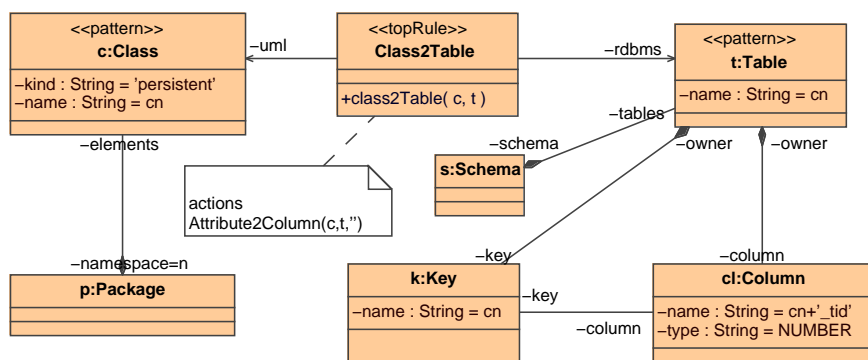 <<pattern>>
c:Class
−kind : String = ’persistent’
−name : String = cn
−uml
<<topRule>>
Class2Table
+class2Table( c, t )
−rdbms
<<pattern>>
t:Table
−name : String = cn
−elements
−tables
−schema
−owner
−owner
s:Schema
actions
Attribute2Column(c,t,’’)
−namespace=n
p:Package
−key
k:Key
−name : String = cn
−key
−column
−column
cl:Column
−name : String = cn+’_tid’
−type : String = NUMBER